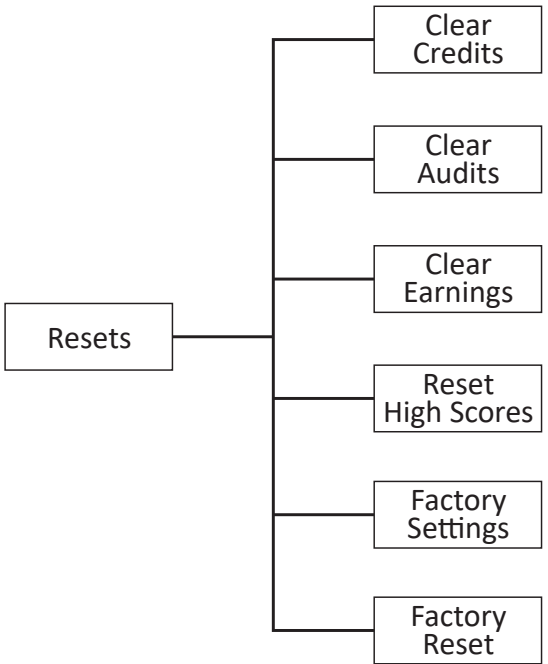 Clear
Credits
Clear
Audits
Clear
Earnings
Resets
Reset
High Scores
Factory
Settings
Factory
Reset